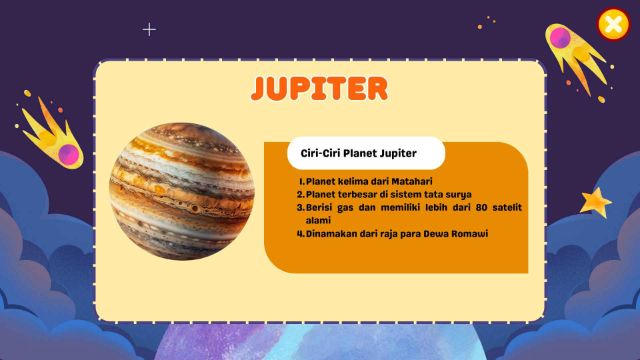 JUPITER
Ciri-Ciri Planet Jupiter
1. Planet kelima dari Matahari
2. Planet terbesar di sistem tata surya
3. Berisi gas dan memiliki lebih dari 80 satelit
alami
4. Dinamakan dari raja para Dewa Romawi